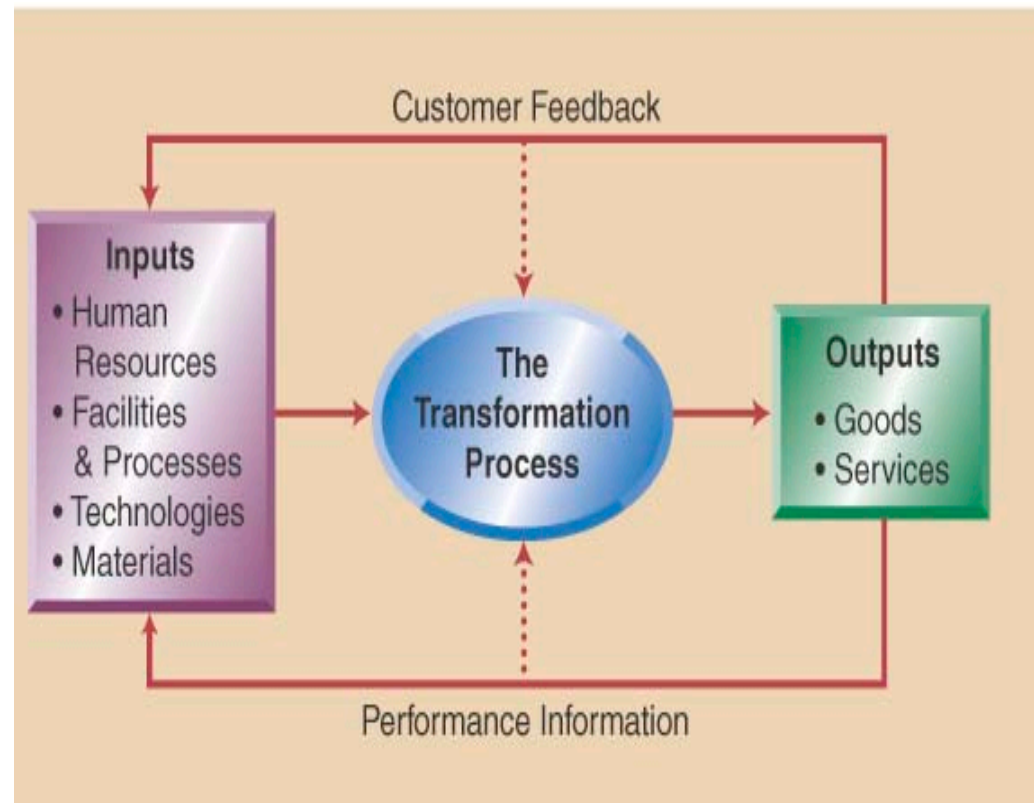 Customer Feedback
Inputs
• Human
Resources
• Facilities
& Processes
• Technologies
• Materials
The
Transformation
Process
Outputs
• Goods
• Services
Performance Information